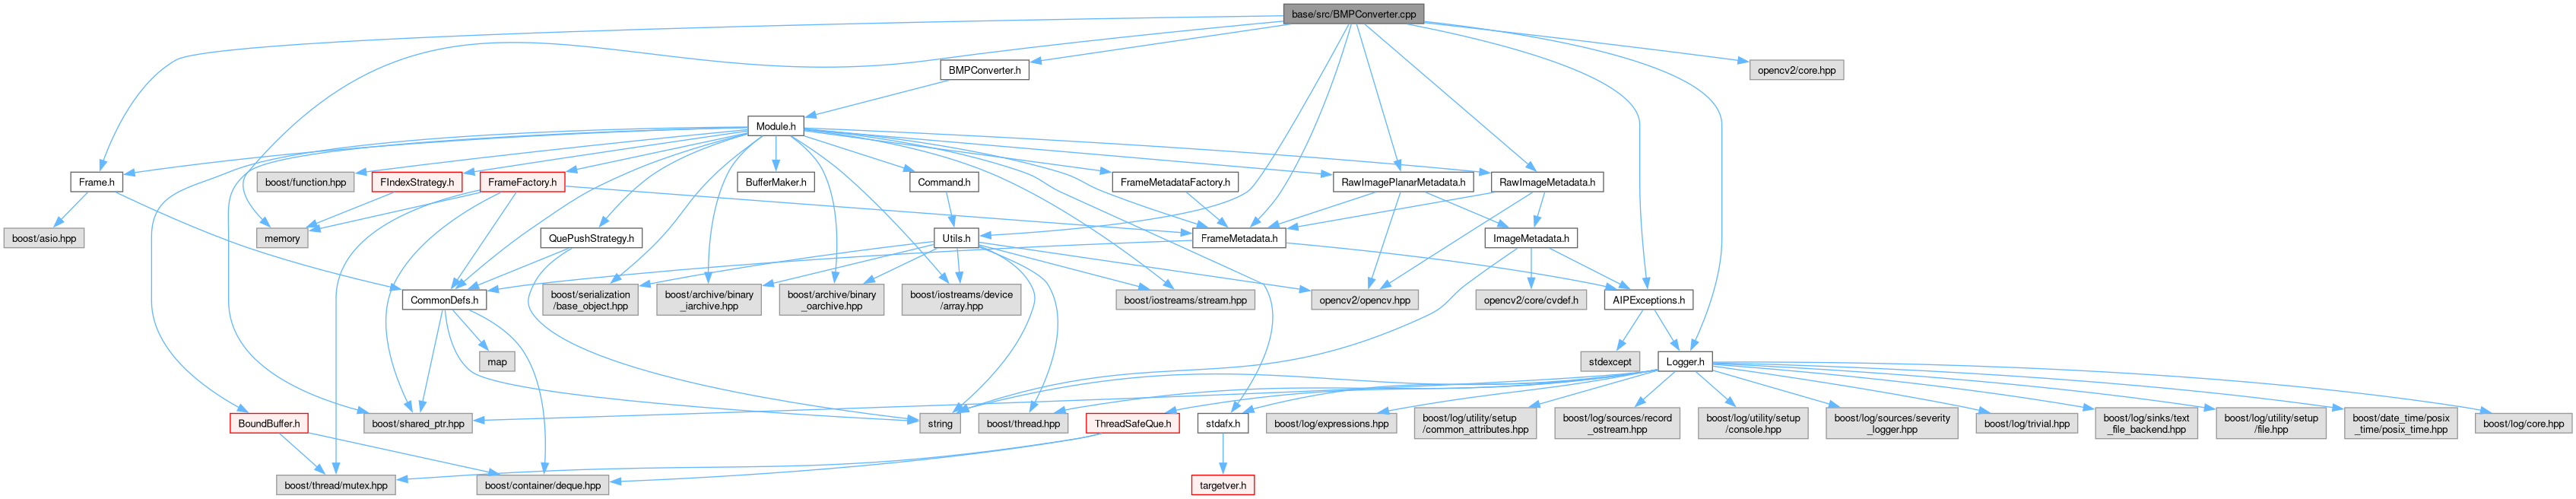 base/src/BMPConverter.cpp
BMPConverter.h
opencv2/core.hpp
Module.h
Frame.h
boost/function.hpp
FIndexStrategy.h
FrameFactory.h
BufferMaker.h
Command.h
FrameMetadataFactory.h
RawImagePlanarMetadata.h
RawImageMetadata.h
boost/asio.hpp
memory
QuePushStrategy.h
Utils.h
FrameMetadata.h
ImageMetadata.h
CommonDefs.h
boost/serialization
/base_object.hpp
boost/archive/binary
_iarchive.hpp
boost/archive/binary
_oarchive.hpp
boost/iostreams/device
/array.hpp
boost/iostreams/stream.hpp
opencv2/opencv.hpp
opencv2/core/cvdef.h
AIPExceptions.h
map
stdexcept
Logger.h
BoundBuffer.h
boost/shared_ptr.hpp
string
boost/thread.hpp
ThreadSafeQue.h
stdafx.h
boost/log/expressions.hpp
boost/log/utility/setup
/common_attributes.hpp
boost/log/sources/record
_ostream.hpp
boost/log/utility/setup
/console.hpp
boost/log/sources/severity
_logger.hpp
boost/log/trivial.hpp
boost/log/sinks/text
_file_backend.hpp
boost/log/utility/setup
/file.hpp
boost/date_time/posix
_time/posix_time.hpp
boost/log/core.hpp
boost/thread/mutex.hpp
boost/container/deque.hpp
targetver.h